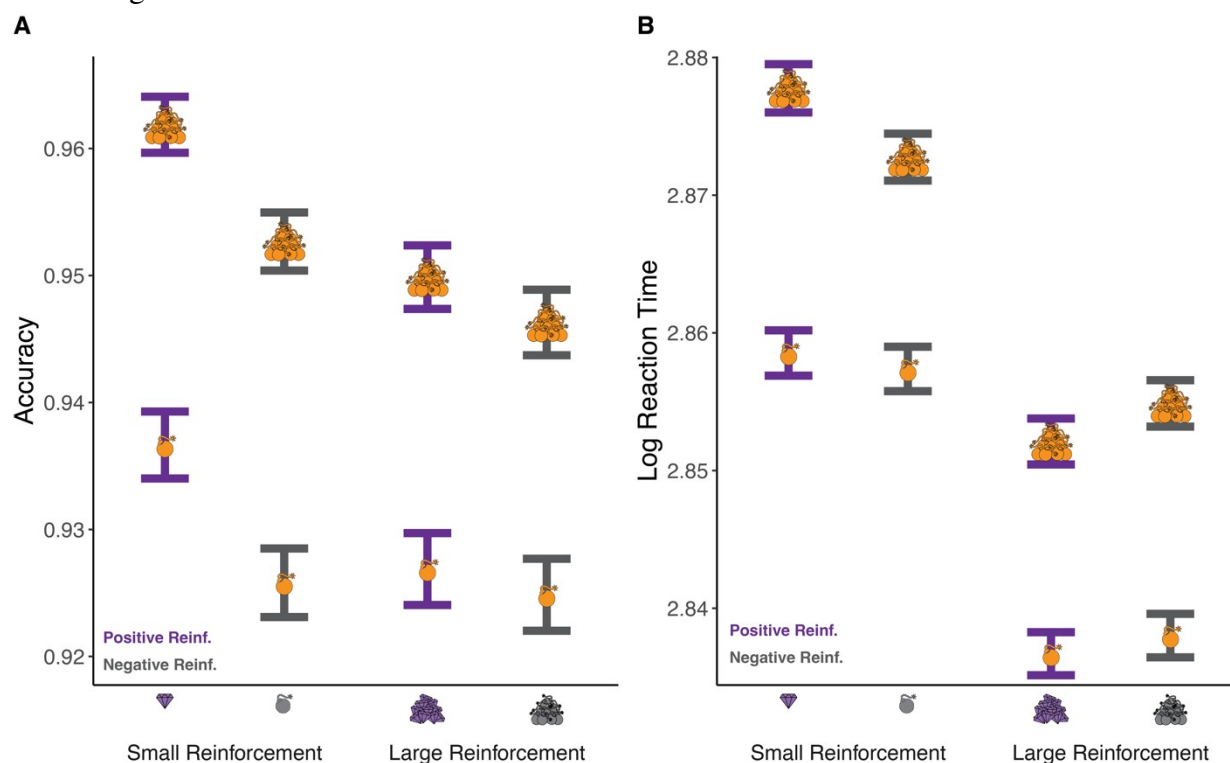 A
Accuracy
0.96
0.95
0.94
0.93
0.92
Positive Reinf.
Negative Reinf.
Small Reinforcement
Large Reinforcement
B
Log Reaction Time
2.88
2.87
2.86
2.85
2.84
Positive Reinf.
Negative Reinf.
Small Reinforcement
Large Reinforcement